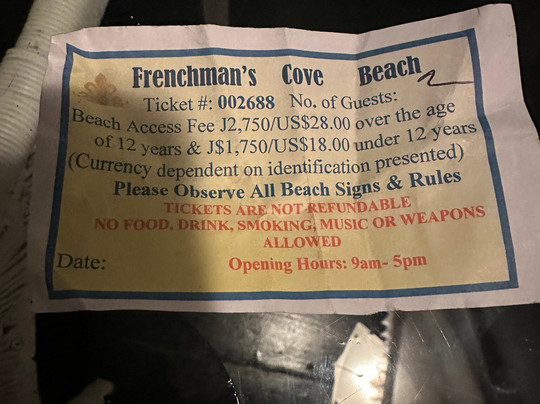 Frenchman's Cove Beach
Ticket #: 002688 No. of Guests: 2
Beach Access Fee J2,750/US$28.00 over the age
of 12 years & J$1,750/US$18.00 under 12 years
(Currency dependent on identification presented)
Please Observe All Beach Signs & Rules
TICKETS ARE NOT REFUNDABLE
NO FOOD, DRINK, SMOKING, MUSIC OR WEAPONS
ALLOWED
Date: Opening Hours: 9am- 5pm